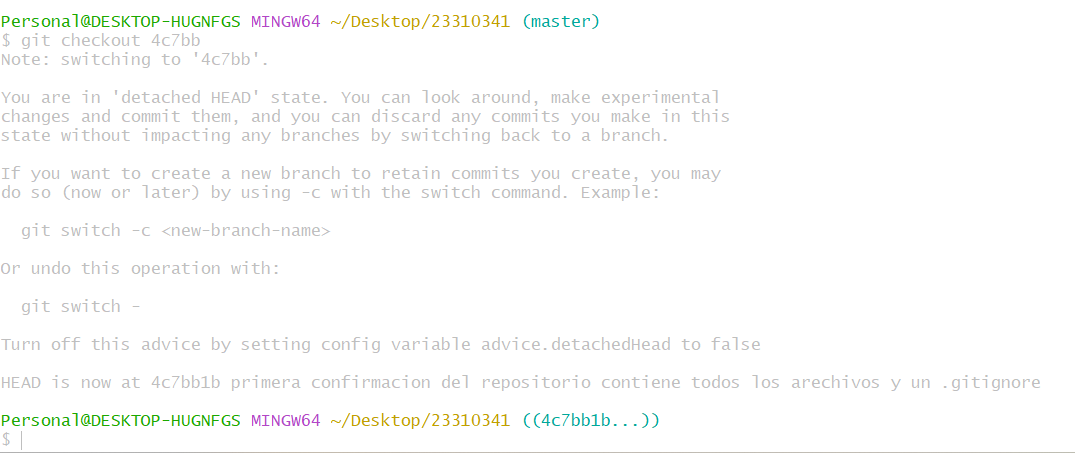 Personal@DESKTOP-HUGNFGS MINGW64 ~/Desktop/23310341 (master)
$ git checkout 4c7bb
Note: switching to '4c7bb'.
You are in 'detached HEAD' state. You can look around, make experimental
changes and commit them, and you can discard any commits you make in this
state without impacting any branches by switching back to a branch.
If you want to create a new branch to retain commits you create, you may
do so (now or later) by using -c with the switch command. Example:
git switch -c <new-branch-name>
Or undo this operation with:
git switch -
Turn off this advice by setting config variable advice.detachedHead to false
HEAD is now at 4c7bb1b primera confirmacion del repositorio contiene todos los arechivos y un .gitignore
Personal@DESKTOP-HUGNFGS MINGW64 ~/Desktop/23310341 ((4c7bb1b...))
$